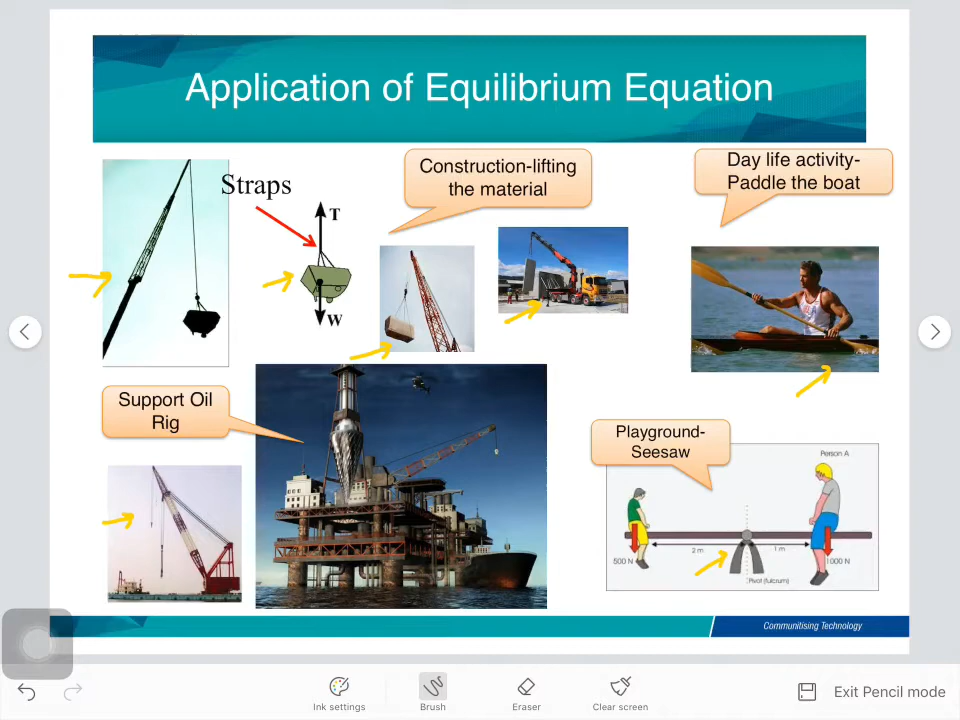 Application of Equilibrium Equation
Straps
T
W
Construction-lifting
the material
Day life activity-
Paddle the boat
Support Oil
Rig
Playground-
Seesaw
Person A
2 m
1 m
500 N
1000 N
Pivot (fulcrum)
Communitising Technology
Ink settings
Brush
Eraser
Clear screen
Exit Pencil mode